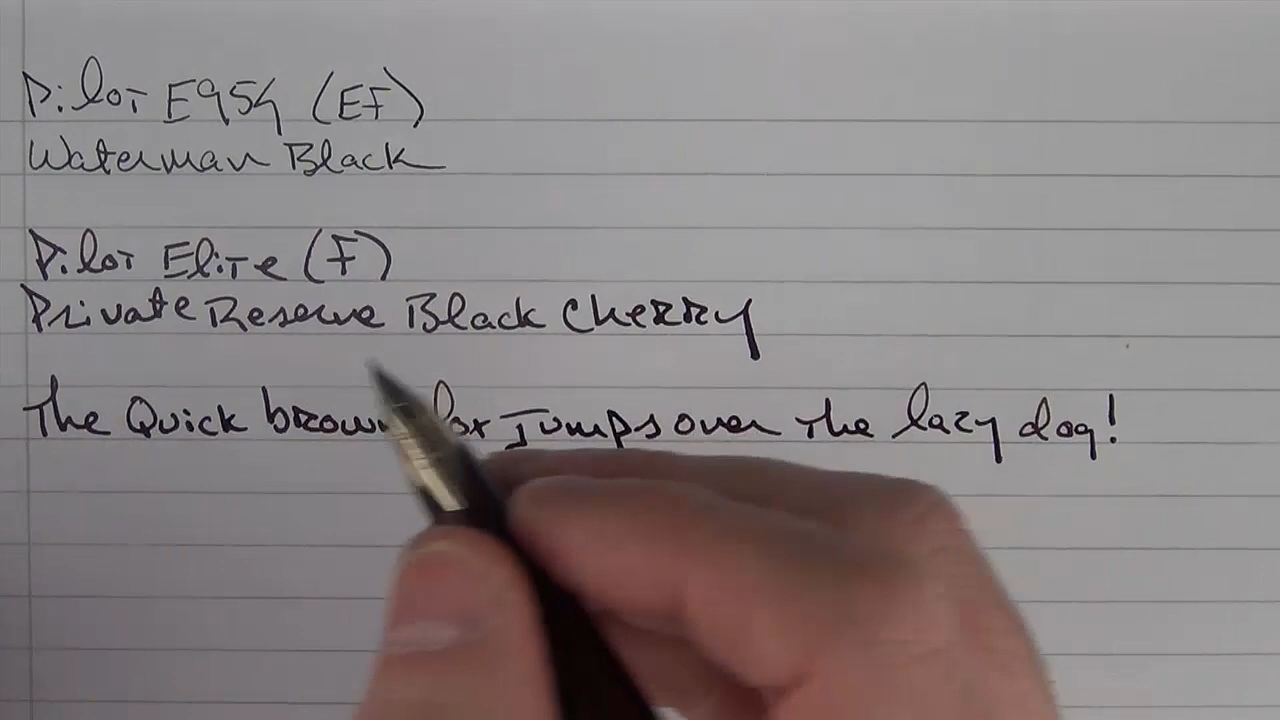 Pilot E95s (EF)
Waterman Black
Pilot Elite (F)
Private Reserve Black Cherry
The Quick brown fox Jumps over The lazy dog!